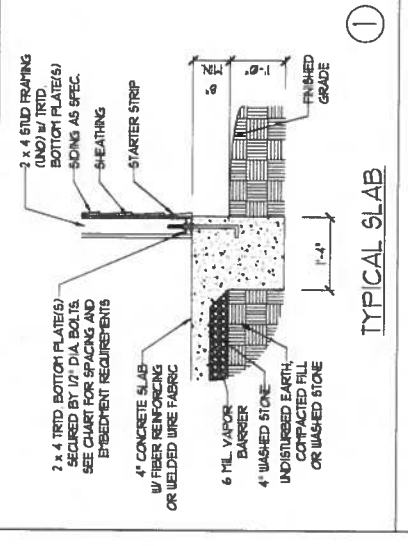 2 x 4 TRTD. BOTTOM PLATE(S)
SECURED BY 1/2" DIA. BOLTS.
SEE CHART FOR SPACING AND
EMBEDMENT REQUIREMENTS
4" CONCRETE SLAB
W/ FIBER REINFORCING
OR WELDED WIRE FABRIC
6 MIL. VAPOR
BARRIER
4" WASHED STONE
UNDISTURBED EARTH,
COMPACTED FILL
OR WASHED STONE
2 x 4 STUD FRAMING
(UNO) W/ TRTD.
BOTTOM PLATE(S)
SIDING AS SPEC.
SHEATHING
STARTER STRIP
8"
MIN.
1'-0"
FINISHED
GRADE
1'-4"
TYPICAL SLAB
1